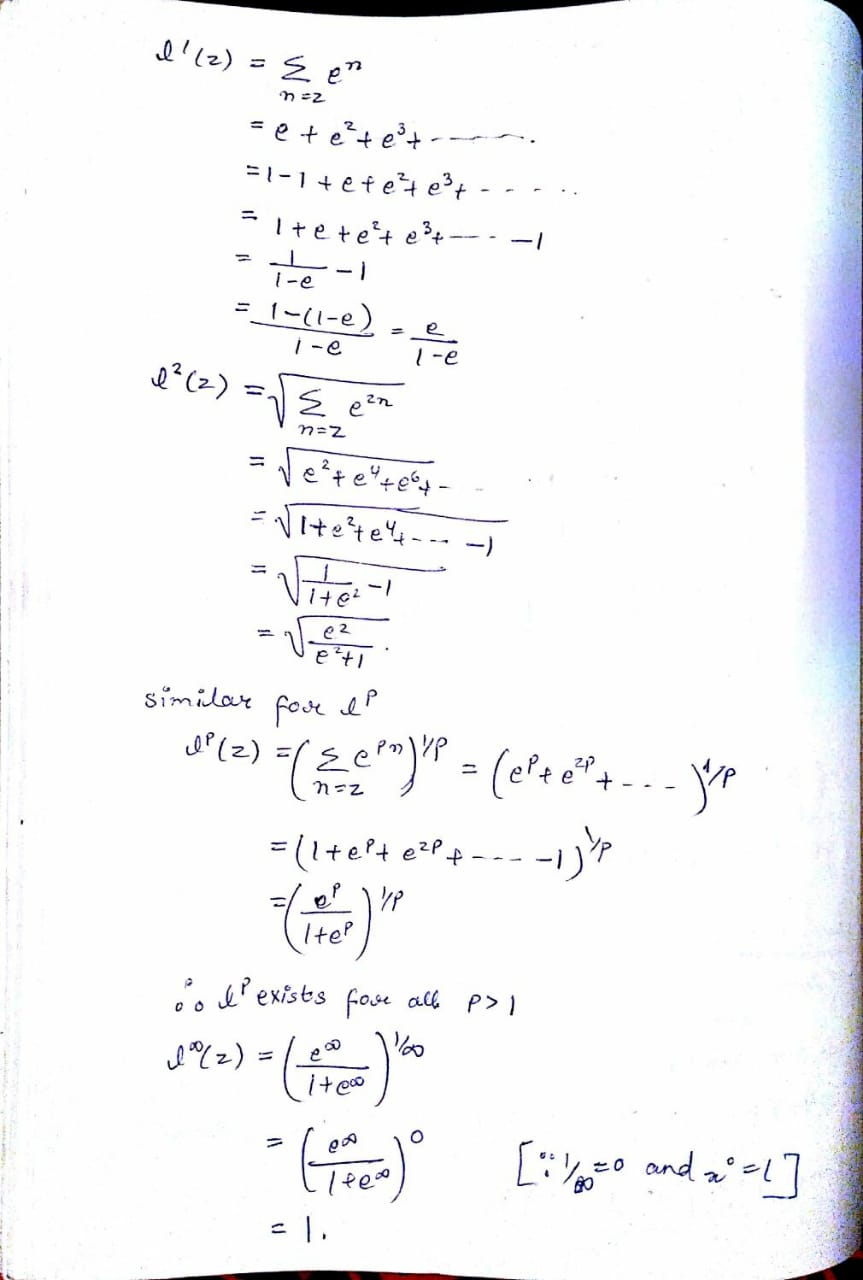 l'(z) = Σ eⁿ
n=z
= e + e² + e³ + -----.
= 1 - 1 + e + e² + e³ + - - - ..
= 1 + e + e² + e³ + --- - -1
= 1/(1-e) - 1
= (1-(1-e))/(1-e) = e/(1-e)
l²(z) = √(Σ e²ⁿ)
n=z
= √(e² + e⁴ + e⁶ + - - -
= √(1 + e² + e⁴ + - - -- -1)
= √(1/(1+e²) - 1)
= √(e²/(e²+1)) .
similar for lᴾ
lᴾ(z) = (Σ eᴾⁿ)^(1/P) = (eᴾ + e²ᴾ + - - - )^(1/P)
n=z
= (1 + eᴾ + e²ᴾ + - - - - -1)^(1/P)
= (eᴾ/(1+eᴾ))^(1/P)
∴ lᴾ exists for all P>1
l^∞(z) = (e^∞/(1+e^∞))^(1/∞)
= (e^∞/(1+e^∞))^0 [∵ 1/∞ = 0 and x° = 1]
= 1.